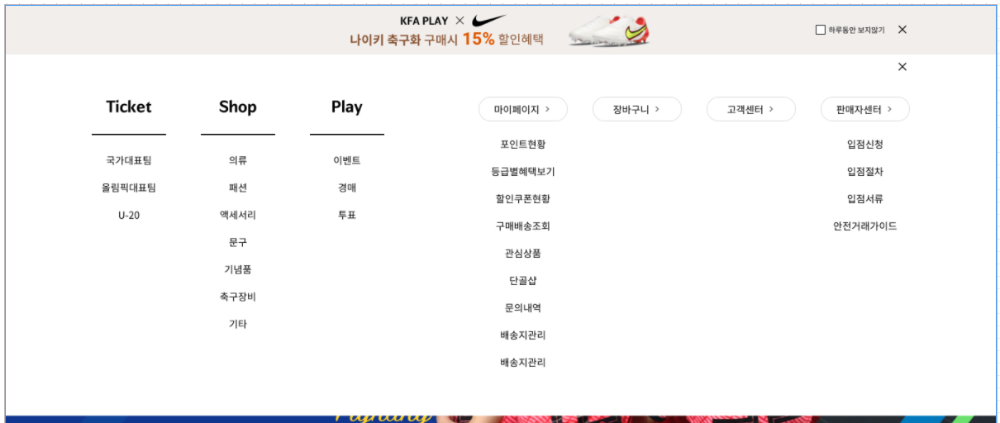 KFA PLAY ×
나이키 축구화 구매시 15% 할인혜택
하루동안 보지않기
Ticket
국가대표팀
올림픽대표팀
U-20
Shop
의류
패션
액세서리
문구
기념품
축구장비
기타
Play
이벤트
경매
투표
마이페이지 >
포인트현황
등급별혜택보기
할인쿠폰현황
구매배송조회
관심상품
단골샵
문의내역
배송지관리
배송지관리
장바구니 >
고객센터 >
판매자센터 >
입점신청
입점절차
입점서류
안전거래가이드
Fighting